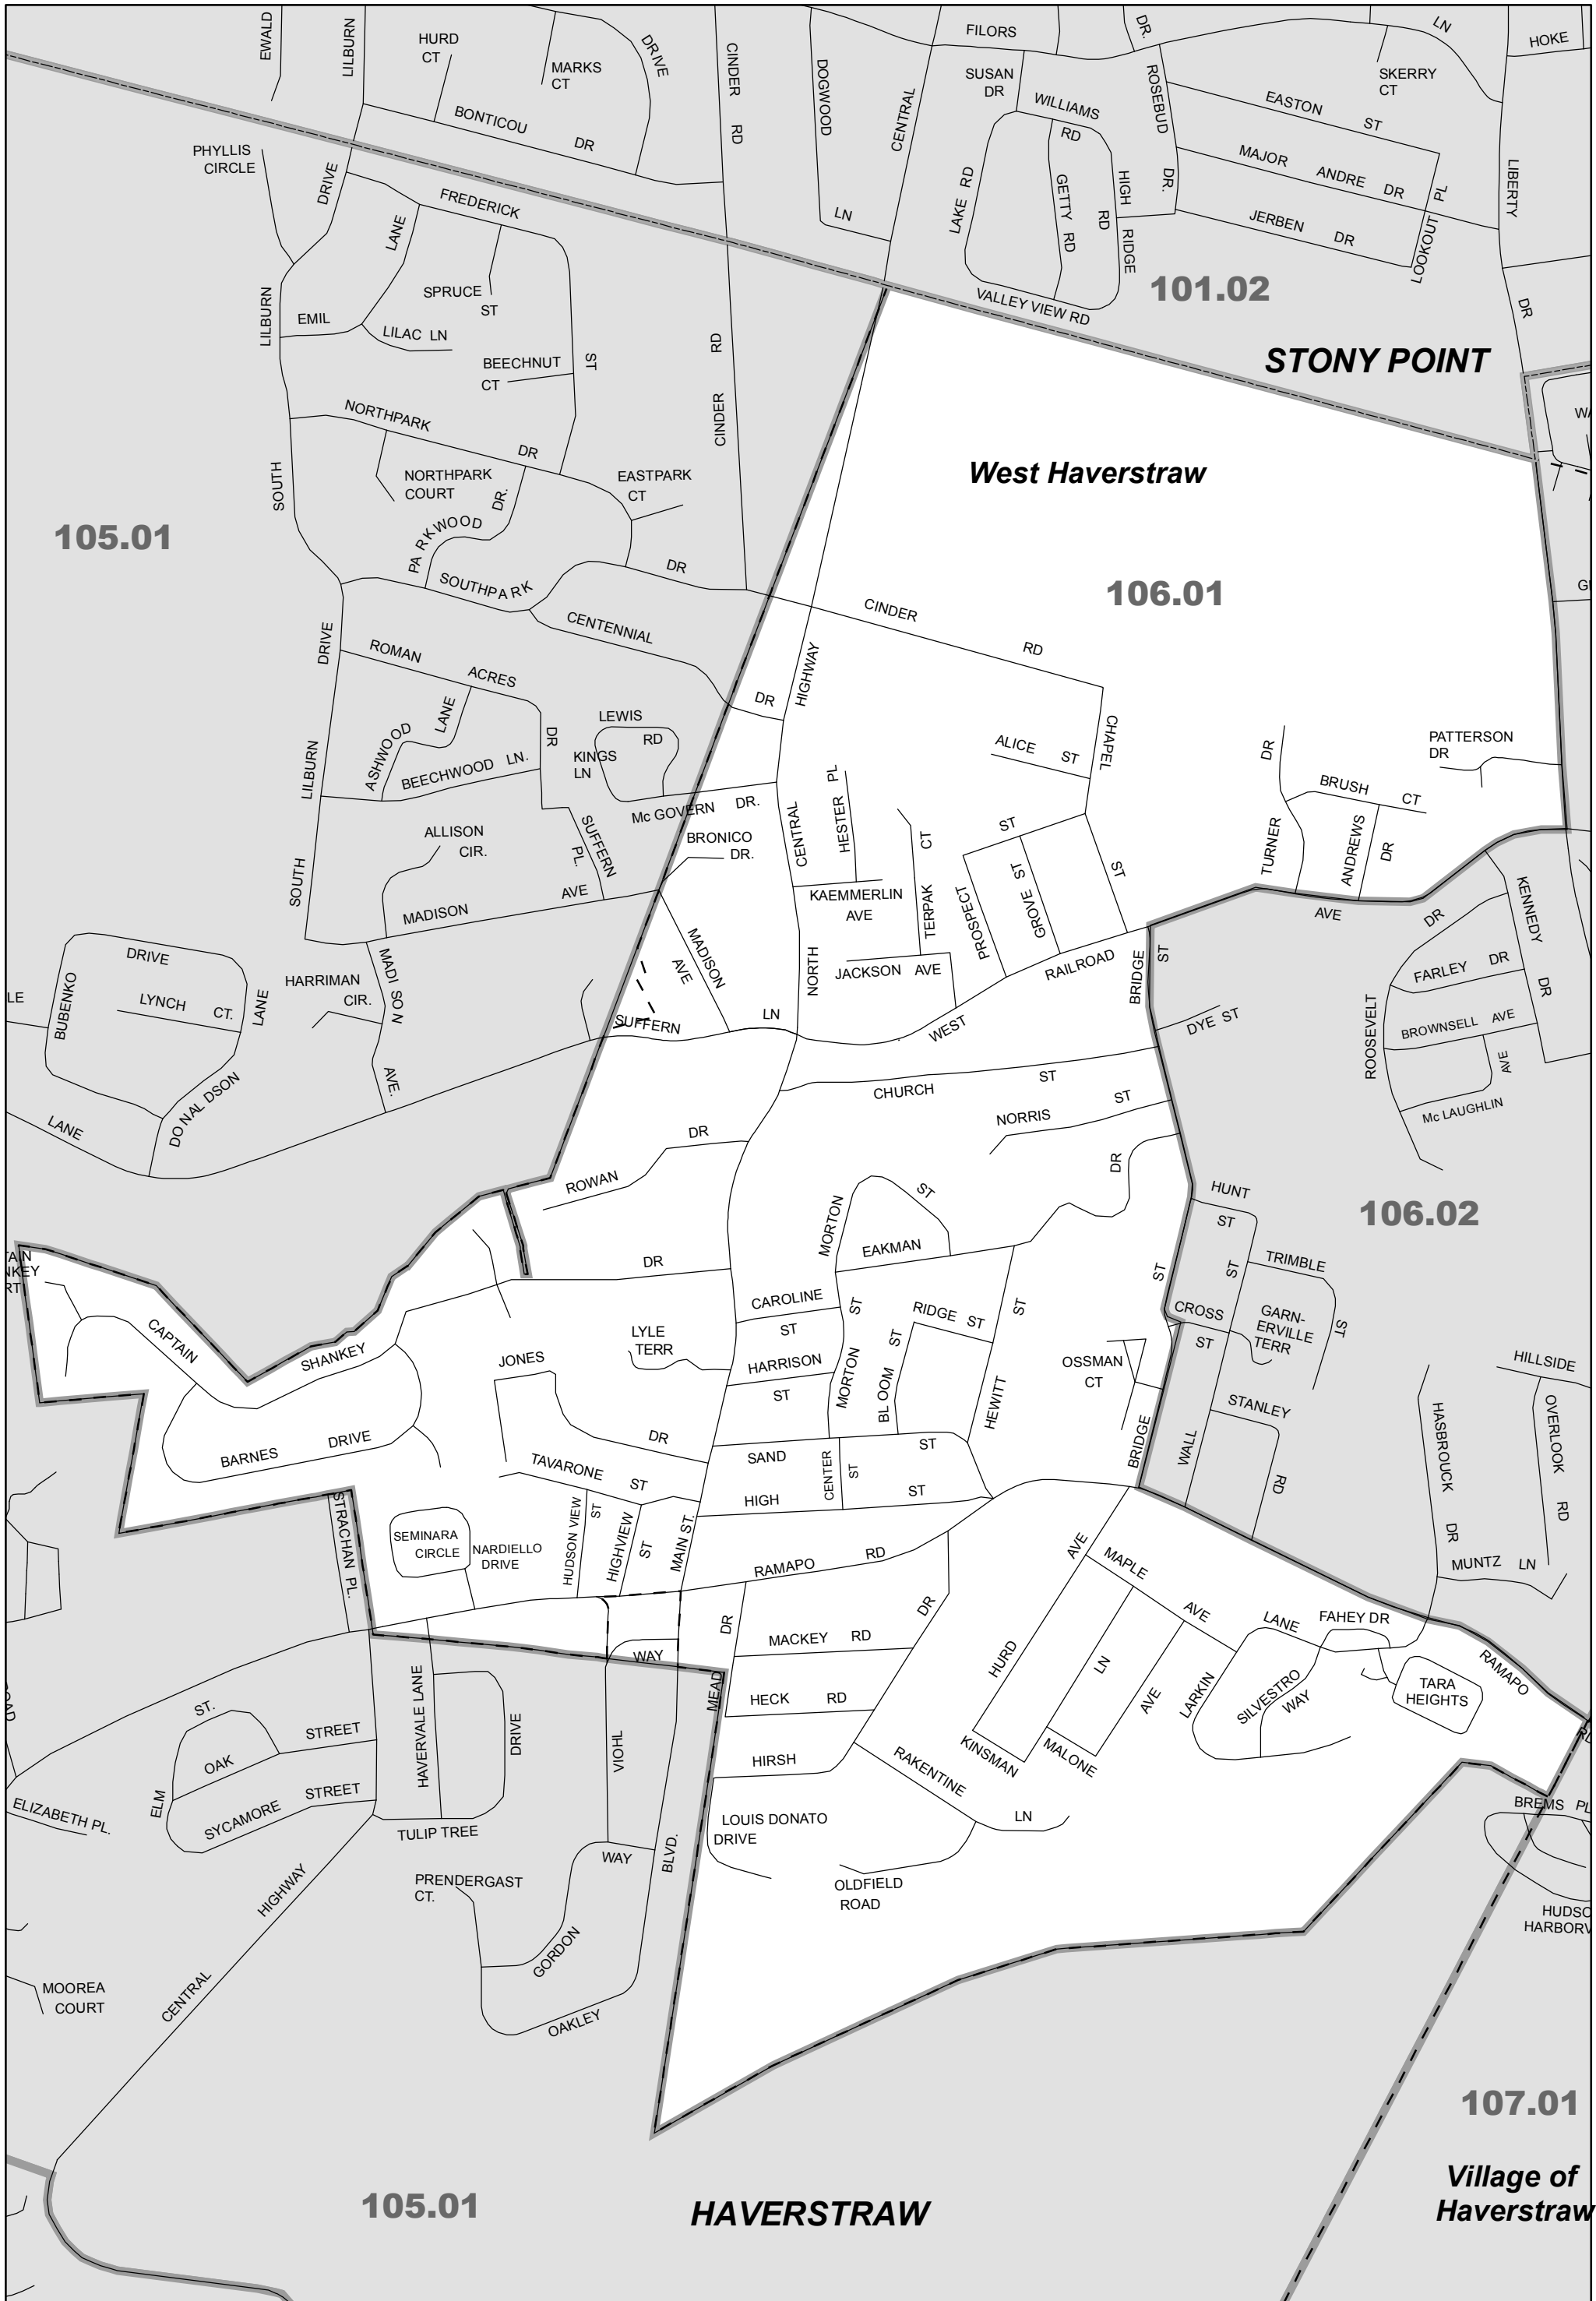 EWALD
LILBURN
HURD
CT
MARKS
CT
DRIVE
CINDER
RD
BONTICOU
DR
DOGWOOD
LN
CENTRAL
FILORS
DR.
LN
HOKE
SUSAN
DR
WILLIAMS
RD
ROSEBUD
DR.
SKERRY
CT
EASTON
ST
MAJOR
ANDRE
DR
JERBEN
DR
LOOKOUT PL
LIBERTY
DR
LAKE RD
GETTY RD
HIGH
RIDGE
RD
VALLEY VIEW RD
101.02
STONY POINT
PHYLLIS
CIRCLE
DRIVE
FREDERICK
LANE
SPRUCE
ST
LILBURN
EMIL
LILAC LN
BEECHNUT
CT
ST
RD
CINDER
NORTHPARK
DR
NORTHPARK
COURT
EASTPARK
CT
SOUTH
PARKWOOD
DR.
West Haverstraw
105.01
106.01
SOUTHPARK
DR
CENTENNIAL
DR
CINDER
RD
HIGHWAY
DRIVE
ROMAN
ACRES
DR
LEWIS
RD
KINGS
LN
ASHWOOD
LANE
BEECHWOOD LN.
LILBURN
Mc GOVERN DR.
BRONICO
DR.
SUFFERN
PL.
ALLISON
CIR.
SOUTH
MADISON
AVE
ALICE ST
CHAPEL
ST
HESTER PL
CENTRAL
KAEMMERLIN
AVE
TERPAK
CT
ST
PROSPECT
GROVE ST
DR
TURNER
PATTERSON
DR
BRUSH
CT
ANDREWS
DR
AVE
KENNEDY
DR
DR
FARLEY DR
BROWNSELL AVE
AVE
Mc LAUGHLIN
ROOSEVELT
DRIVE
LYNCH CT.
BUBENKO
LANE
DONALDSON
LANE
LE
HARRIMAN
CIR.
MADISON
AVE.
MADISON
AVE
SUFFERN
LN
NORTH
JACKSON AVE
WEST
RAILROAD
BRIDGE
ST
DYE ST
CHURCH
ST
NORRIS
ST
DR
ROWAN
DR
MORTON
ST
EAKMAN
DR
HUNT
ST
106.02
TRIMBLE
ST
ST
GARN-
ERVILLE
TERR
CROSS
ST
ST
CAROLINE
ST
ST
RIDGE ST
ST
HARRISON
ST
MORTON
BLOOM
ST
HEWITT
OSSMAN
CT
BRIDGE
WALL
STANLEY
RD
HILLSIDE
HASBROUCK
DR
OVERLOOK
RD
MUNTZ LN
CAPTAIN
SHANKEY
DR
LYLE
TERR
JONES
DR
BARNES
DRIVE
TAVARONE
ST
SAND
ST
CENTER
ST
HIGH
ST
STRACHAN PL.
SEMINARA
CIRCLE
NARDIELLO
DRIVE
HUDSON VIEW
ST
HIGHVIEW
ST
MAIN ST.
RAMAPO
RD
AVE
MAPLE
AVE
LANE
FAHEY DR
RAMAPO
TARA
HEIGHTS
LARKIN
SILVESTRO
WAY
HURD
LN
AVE
KINSMAN
MALONE
DR
MACKEY RD
DR
MEAD
HECK RD
HIRSH
RAKENTINE
LN
LOUIS DONATO
DRIVE
OLDFIELD
ROAD
WAY
HAVERVALE LANE
DRIVE
VIOHL
ST.
OAK
STREET
ELM
SYCAMORE
STREET
ELIZABETH PL.
TULIP TREE
HIGHWAY
PRENDERGAST
CT.
WAY
BLVD.
GORDON
OAKLEY
CENTRAL
MOOREA
COURT
BREMS PL
HUDSO
HARBORV
107.01
Village of
Haverstraw
105.01
HAVERSTRAW